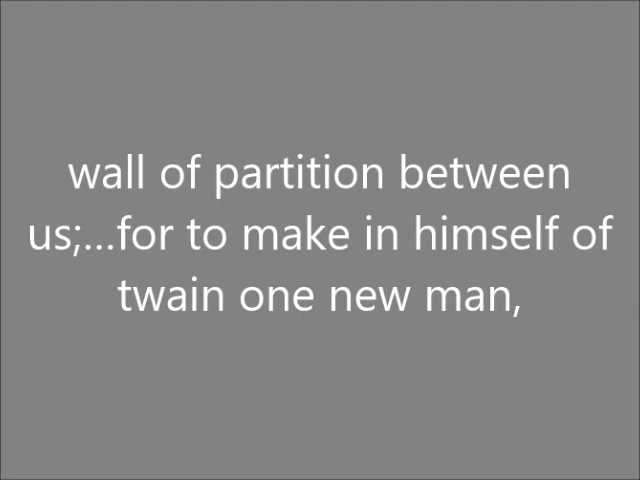 wall of partition between
us;...for to make in himself of
twain one new man,